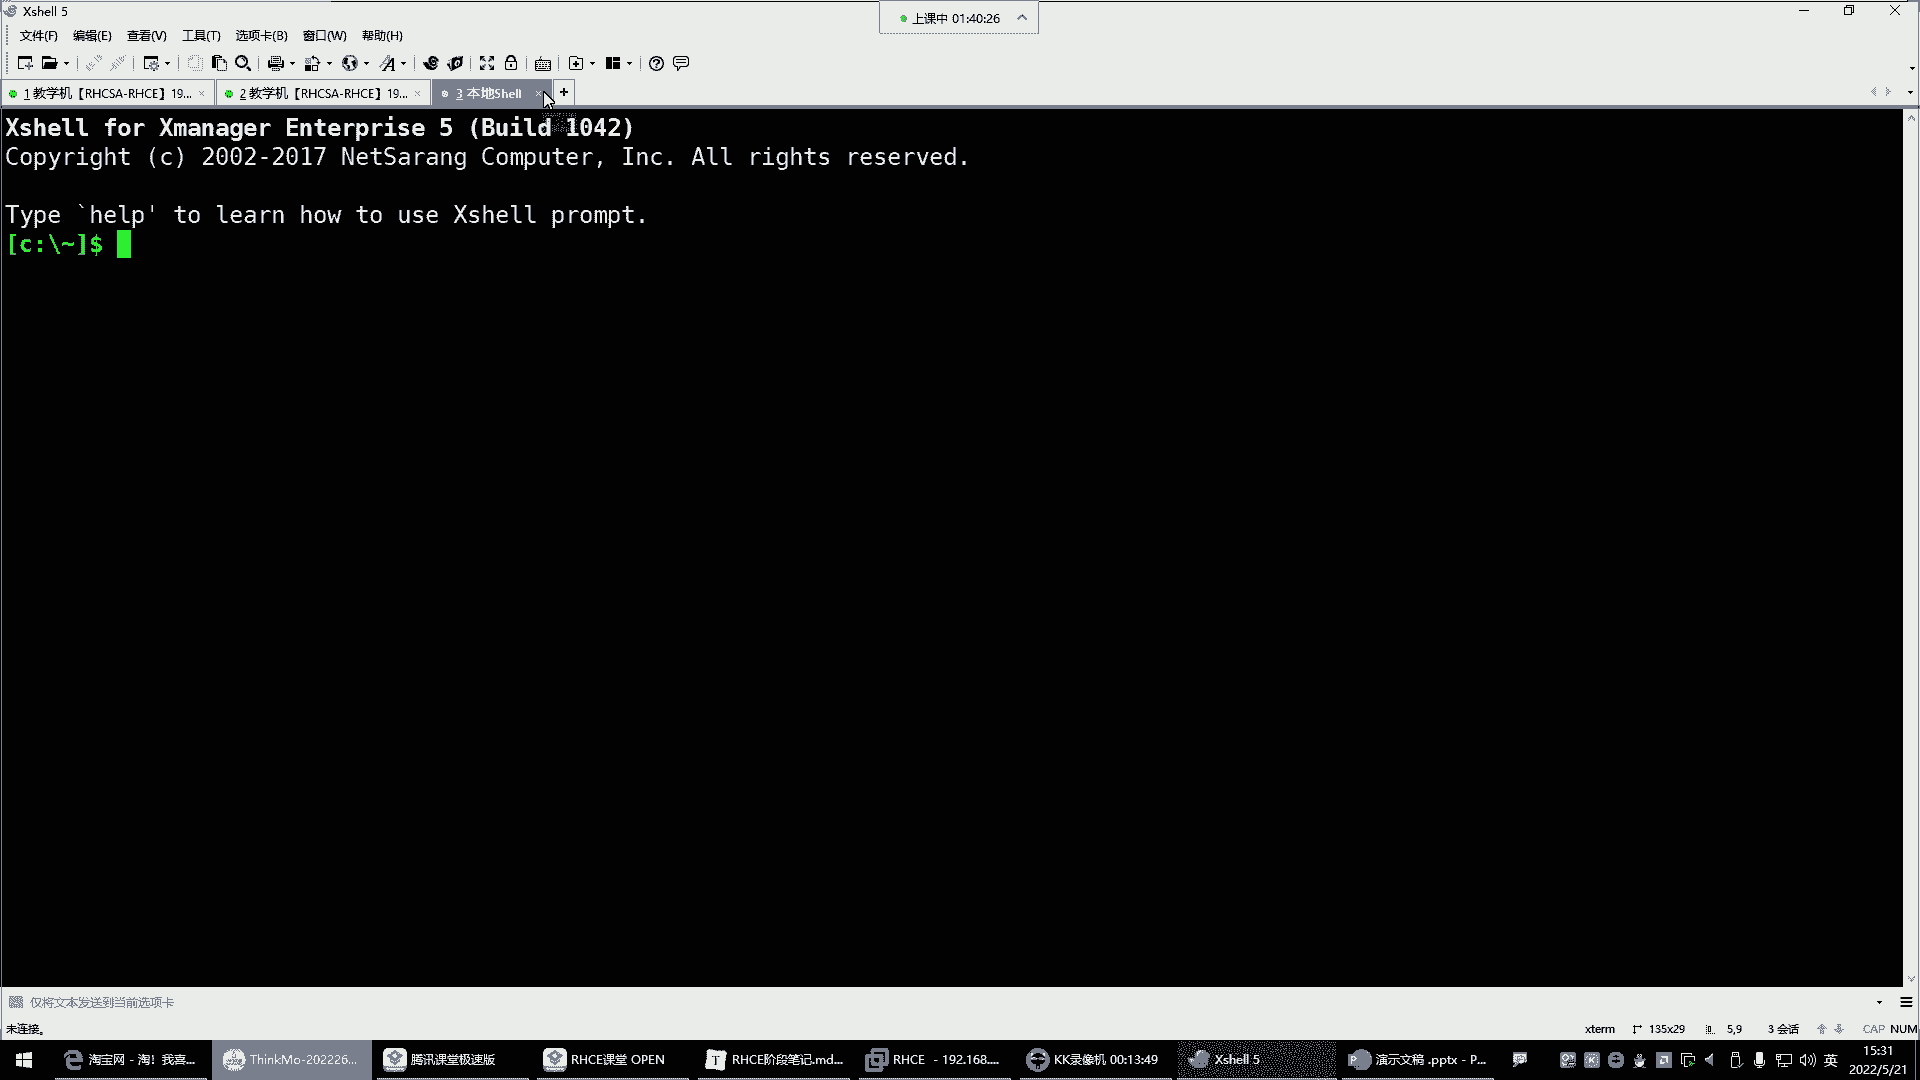 Xshell 5
上课中 01:40:26
文件(F) 编辑(E) 查看(V) 工具(T) 选项卡(B) 窗口(W) 帮助(H)
1 教学机【RHCSA-RHCE】19... 2 教学机【RHCSA-RHCE】19... 3 本地Shell
Xshell for Xmanager Enterprise 5 (Build 1042)
Copyright (c) 2002-2017 NetSarang Computer, Inc. All rights reserved.
Type `help' to learn how to use Xshell prompt.
[c:\~]$
仅将文本发送到当前选项卡
未连接。 xterm 135x29 5,9 3 会话 CAP NUM
淘宝网 - 淘！我喜... ThinkMo-202226... 腾讯课堂极速版 RHCE课堂 OPEN RHCE阶段笔记.md... RHCE - 192.168.... KK录像机 00:13:49 Xshell 5 演示文稿 .pptx - P... 英 15:31
2022/5/21